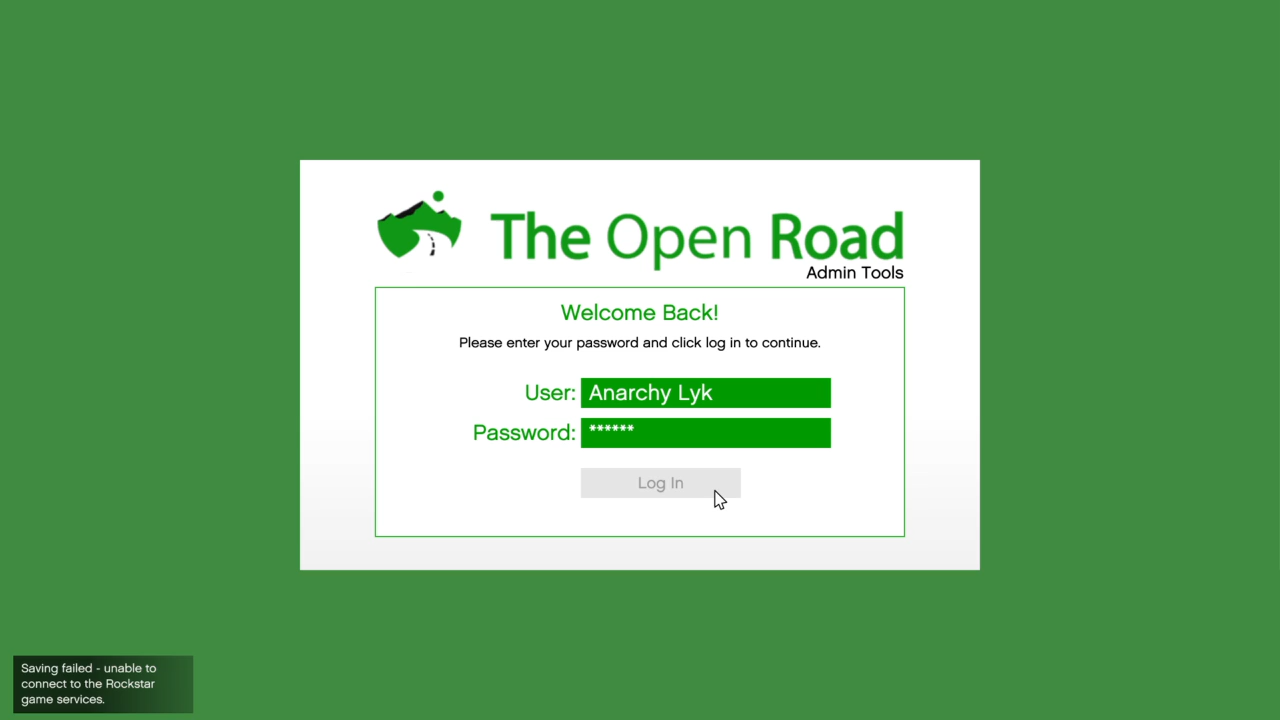 The Open Road
Admin Tools
Welcome Back!
Please enter your password and click log in to continue.
User: Anarchy Lyk
Password: ******
Log In
Saving failed - unable to
connect to the Rockstar
game services.